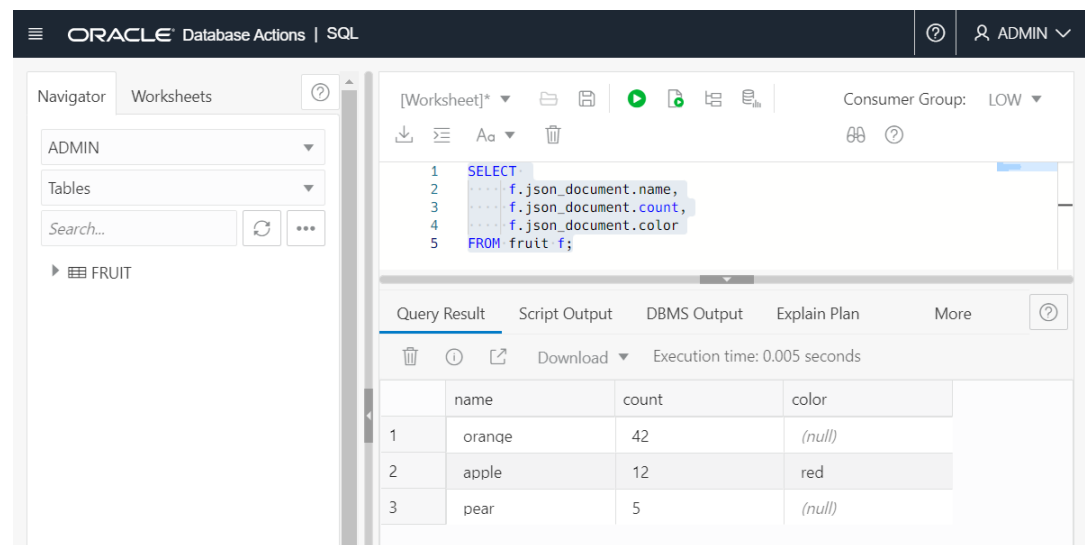 ORACLE Database Actions | SQL
ADMIN
Navigator
Worksheets
ADMIN
Tables
Search...
FRUIT
[Worksheet]*
Consumer Group: LOW
Aa
1 SELECT
2 f.json_document.name,
3 f.json_document.count,
4 f.json_document.color
5 FROM fruit f;
Query Result Script Output DBMS Output Explain Plan More
Download Execution time: 0.005 seconds
name count color
1 orange 42 (null)
2 apple 12 red
3 pear 5 (null)